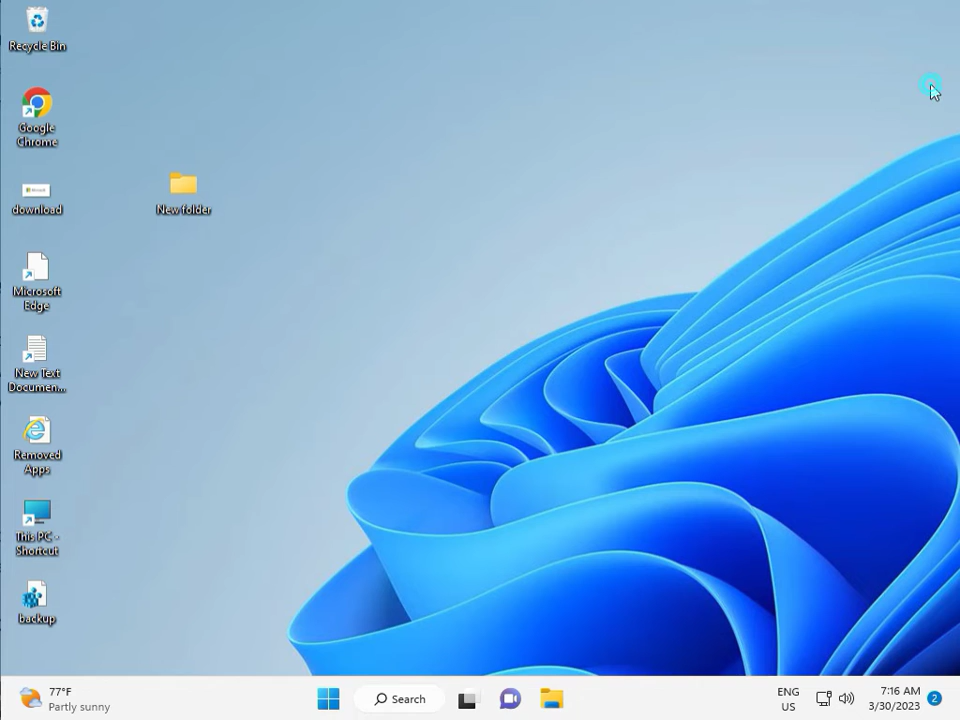 Recycle Bin
Google
Chrome
download
New folder
Microsoft
Edge
New Text
Documen...
Removed
Apps
This PC -
Shortcut
backup
77°F
Partly sunny
Search
ENG
US
7:16 AM
3/30/2023
2